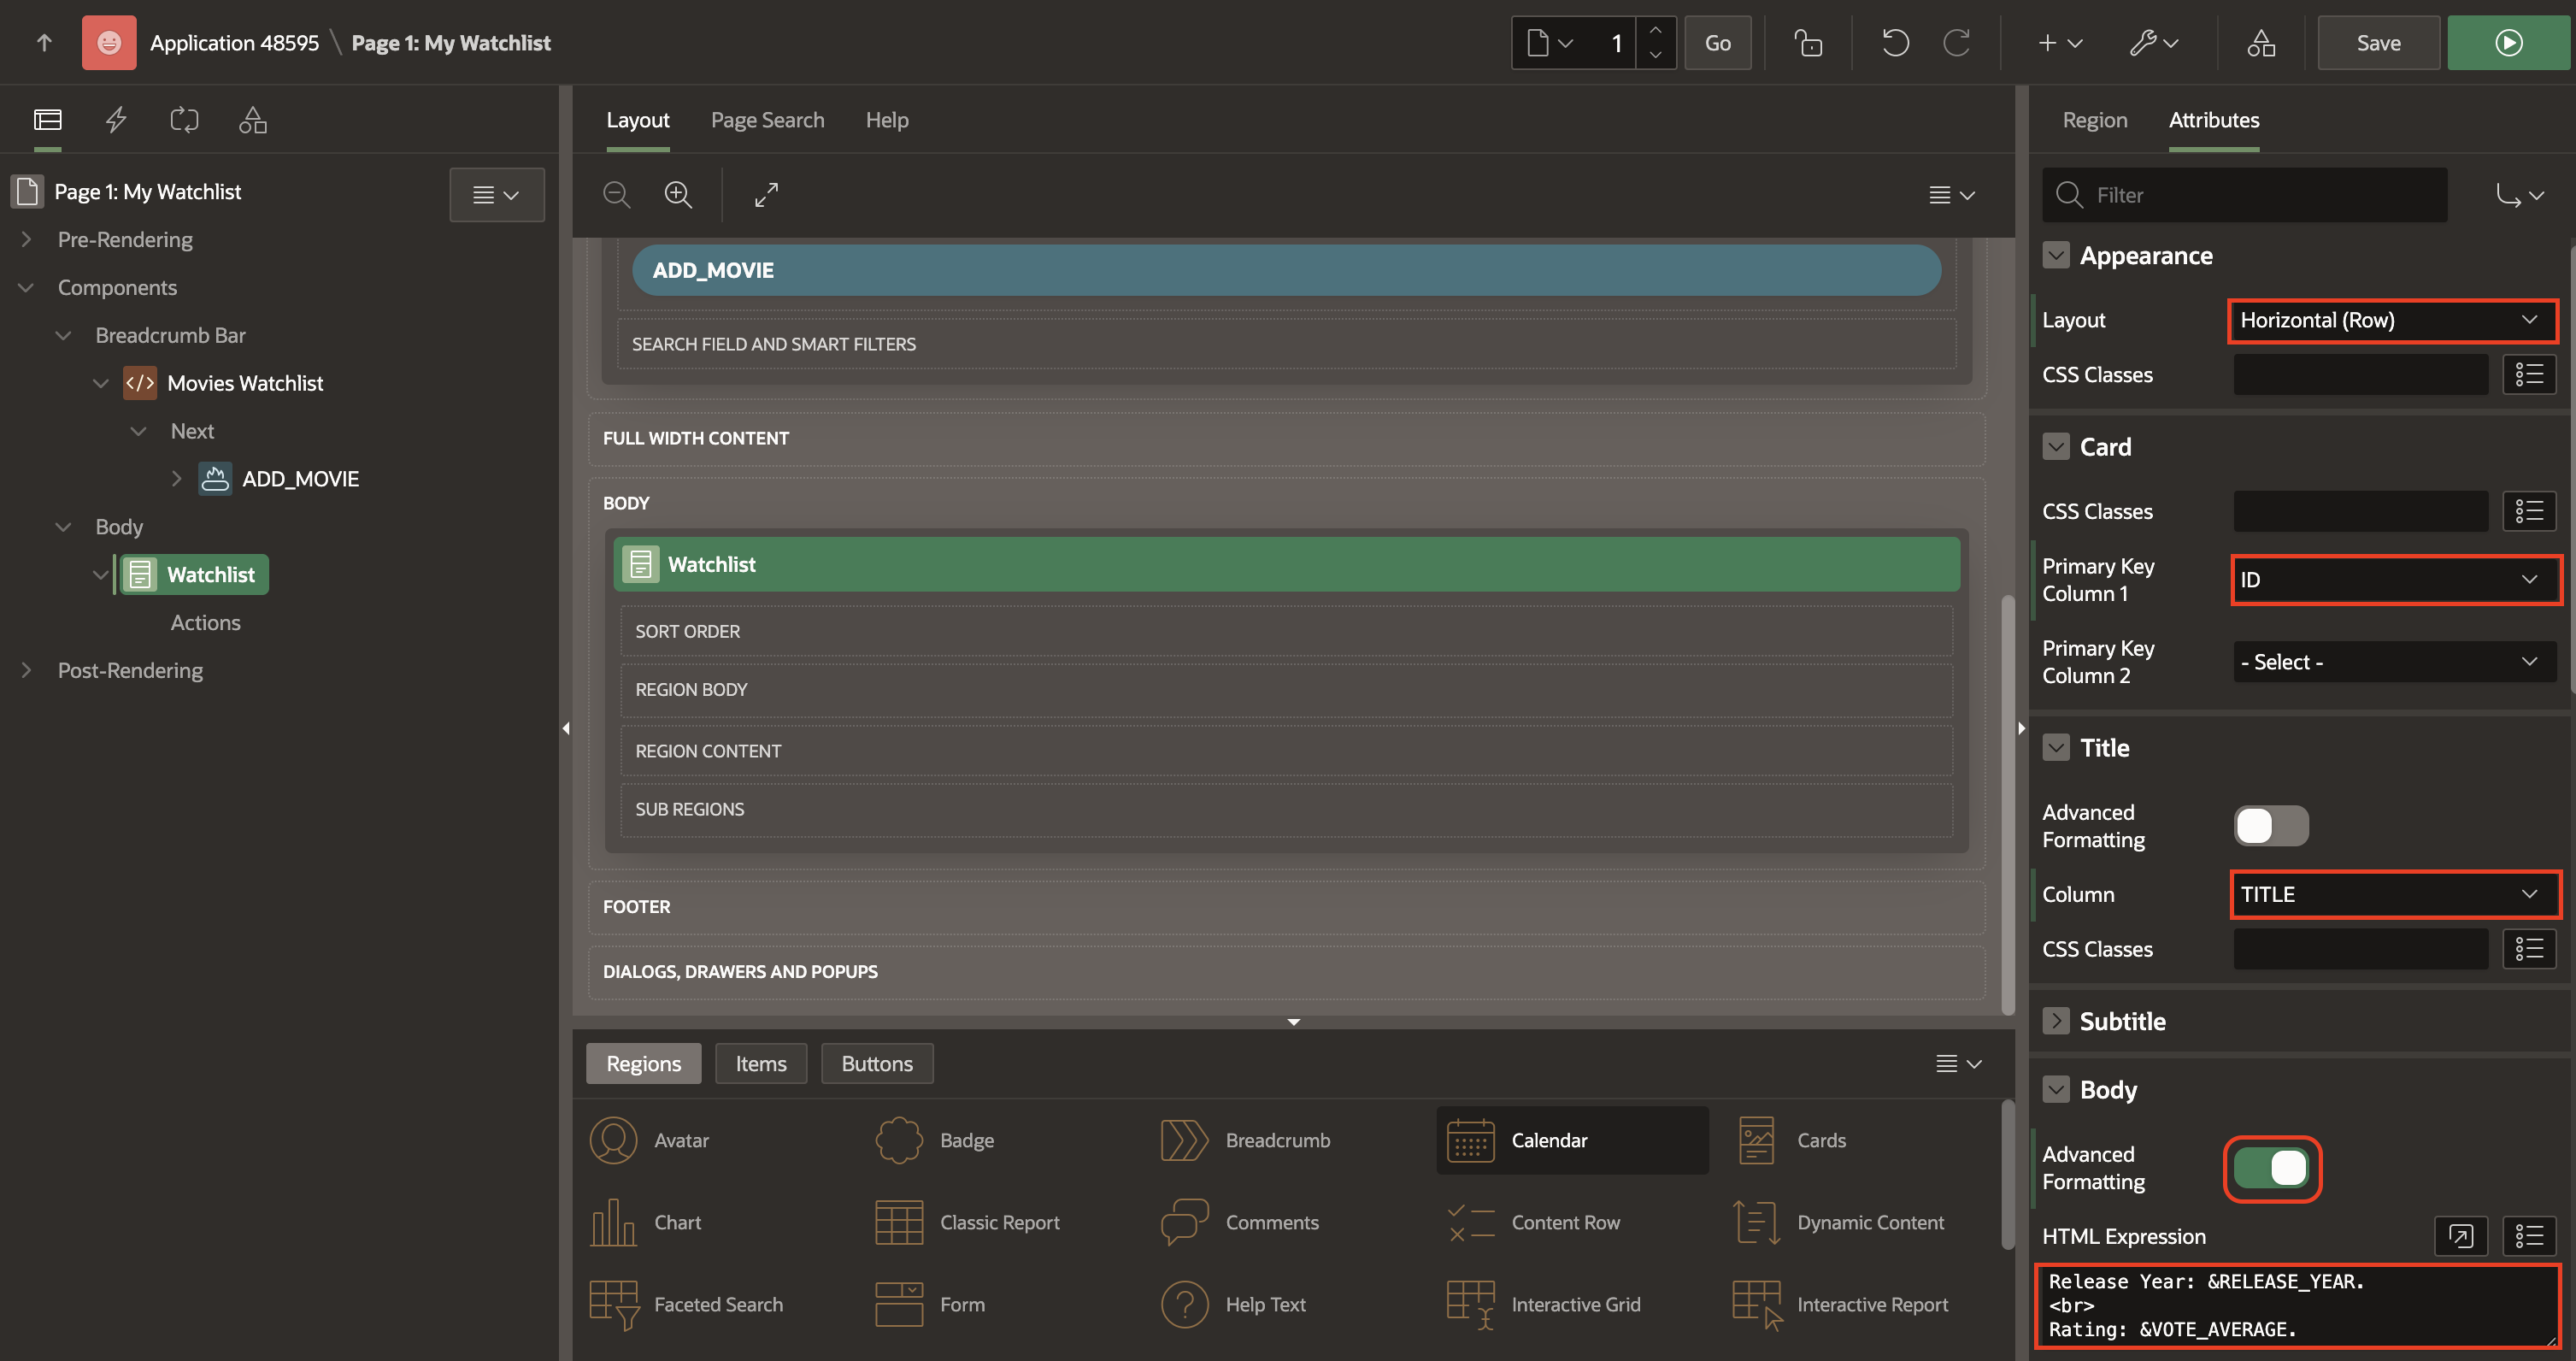 Application 48595 \ Page 1: My Watchlist
1
Go
Save
Page 1: My Watchlist
Pre-Rendering
Components
Breadcrumb Bar
</> Movies Watchlist
Next
ADD_MOVIE
Body
Watchlist
Actions
Post-Rendering
Layout Page Search Help
ADD_MOVIE
SEARCH FIELD AND SMART FILTERS
FULL WIDTH CONTENT
BODY
Watchlist
SORT ORDER
REGION BODY
REGION CONTENT
SUB REGIONS
FOOTER
DIALOGS, DRAWERS AND POPUPS
Regions Items Buttons
Avatar Badge Breadcrumb Calendar Cards
Chart Classic Report Comments Content Row Dynamic Content
Faceted Search Form Help Text Interactive Grid Interactive Report
Region Attributes
Filter
Appearance
Layout Horizontal (Row)
CSS Classes
Card
CSS Classes
Primary Key
Column 1
ID
Primary Key
Column 2
- Select -
Title
Advanced
Formatting
Column TITLE
CSS Classes
Subtitle
Body
Advanced
Formatting
HTML Expression
Release Year: &RELEASE_YEAR.
<br>
Rating: &VOTE_AVERAGE.